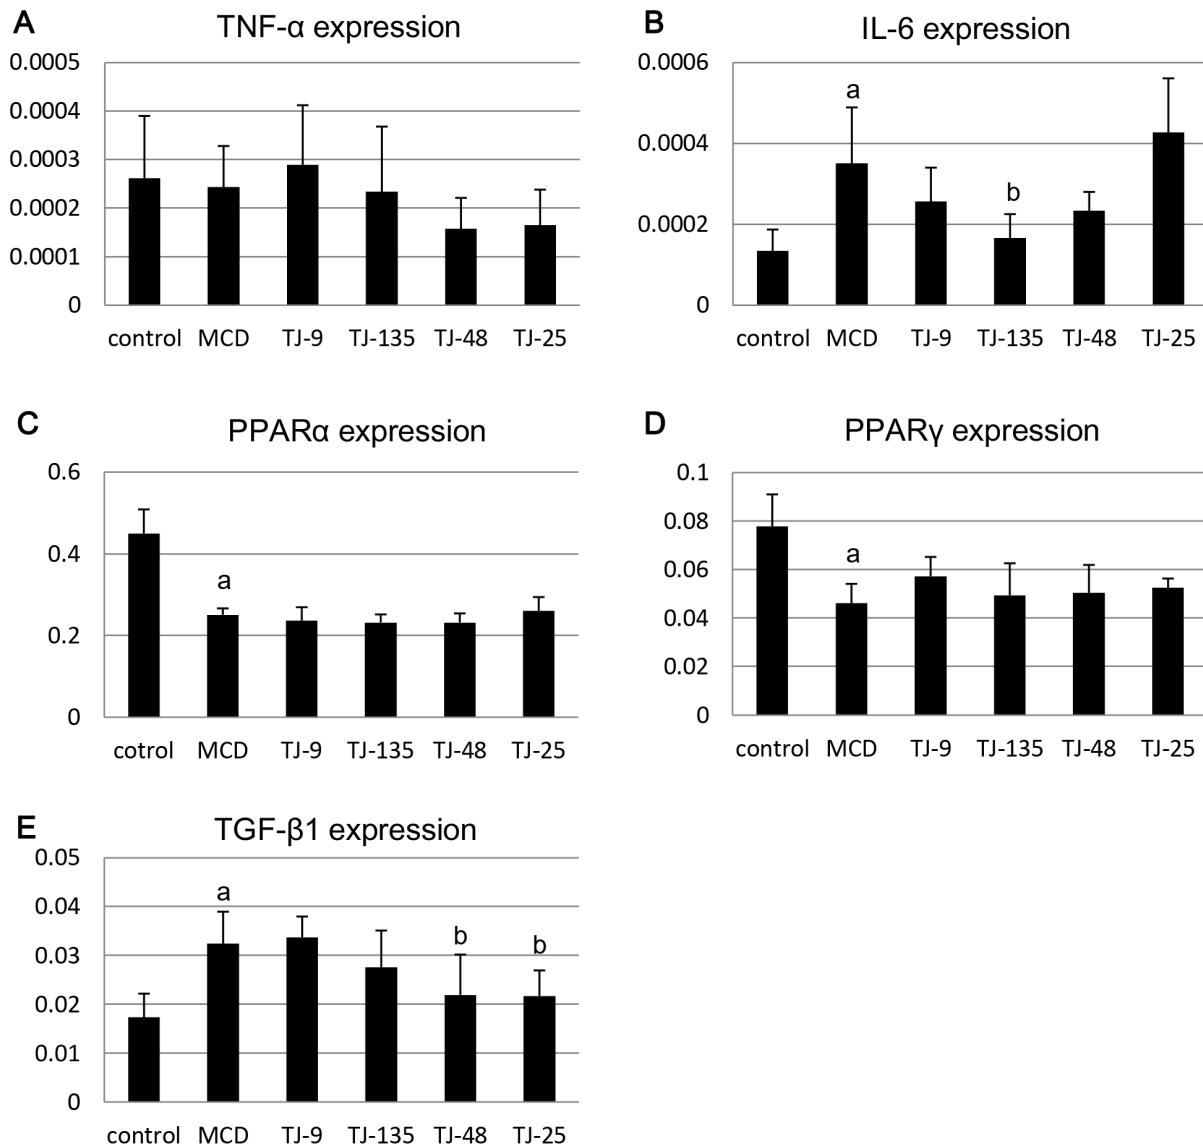 A
TNF-α expression
0.0005
0.0004
0.0003
0.0002
0.0001
0
control MCD TJ-9 TJ-135 TJ-48 TJ-25
B
IL-6 expression
0.0006
0.0004
0.0002
0
a
b
control MCD TJ-9 TJ-135 TJ-48 TJ-25
C
PPARα expression
0.6
0.4
0.2
0
a
cotrol MCD TJ-9 TJ-135 TJ-48 TJ-25
D
PPARγ expression
0.1
0.08
0.06
0.04
0.02
0
a
control MCD TJ-9 TJ-135 TJ-48 TJ-25
E
TGF-β1 expression
0.05
0.04
0.03
0.02
0.01
0
a
b
b
control MCD TJ-9 TJ-135 TJ-48 TJ-25